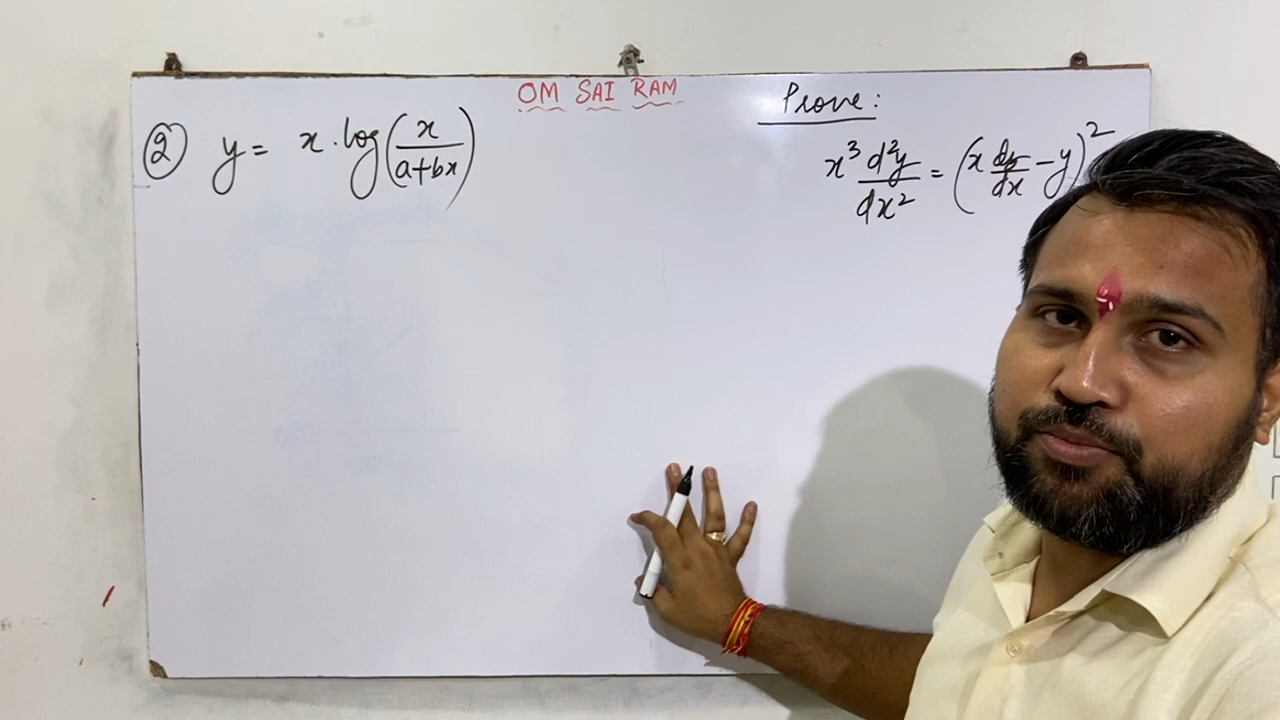 OM SAI RAM
② y = x · log(x/(a+bx))
Prove:
x³ d²y/dx² = (x dy/dx − y)²